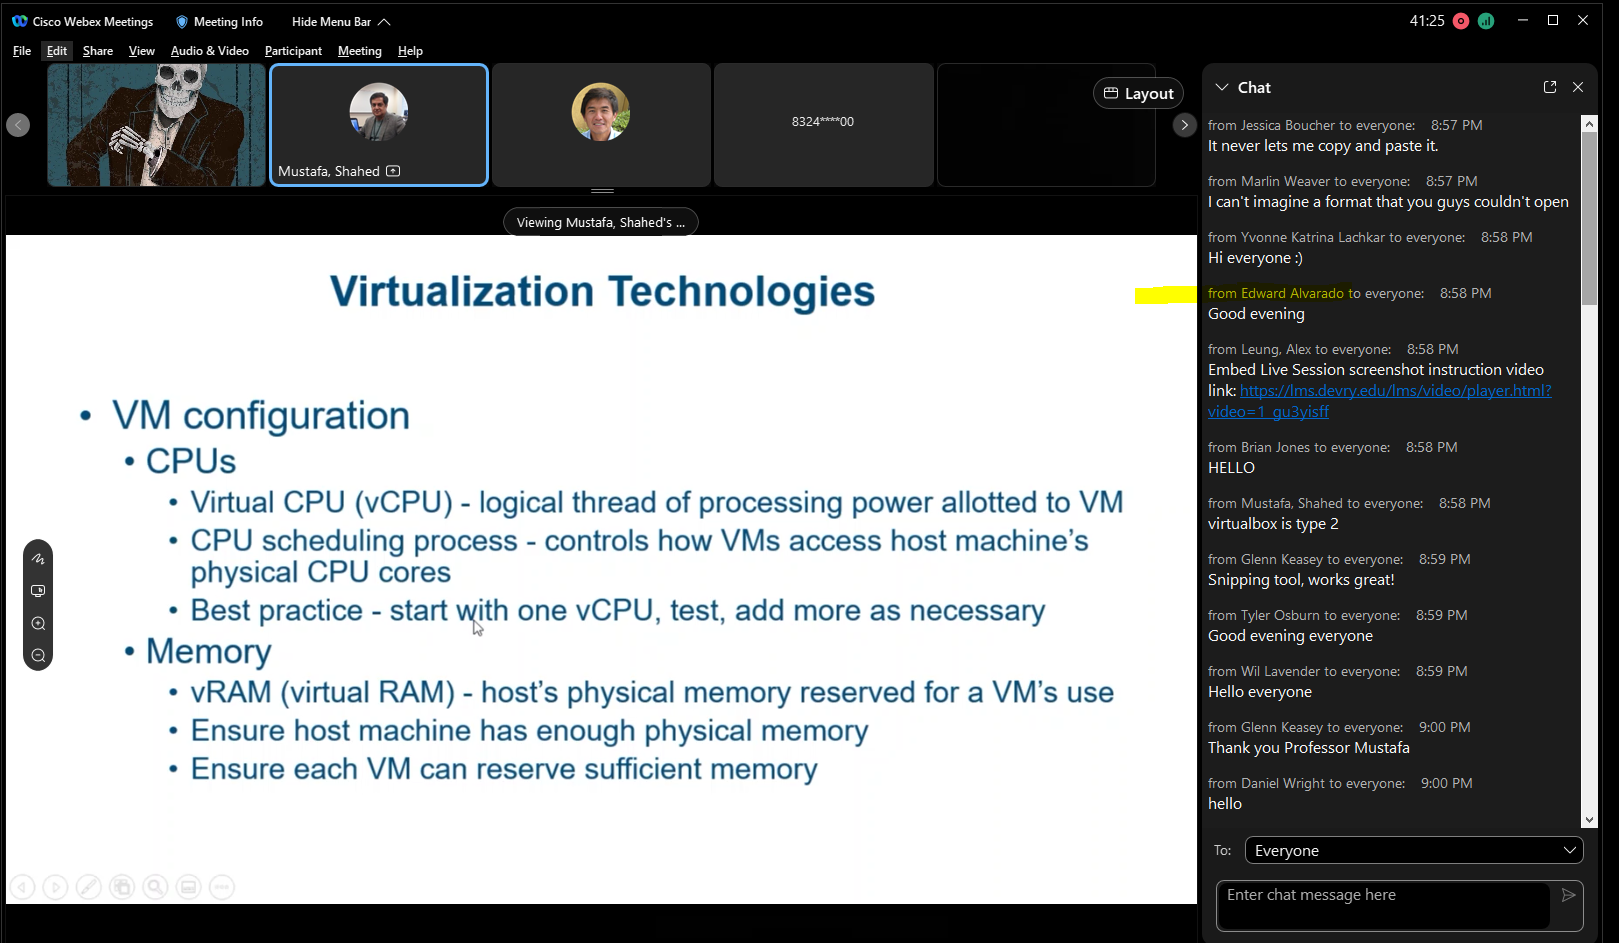 Cisco Webex Meetings
Meeting Info
Hide Menu Bar
41:25
File
Edit
Share
View
Audio & Video
Participant
Meeting
Help
Mustafa, Shahed
8324****00
Layout
Viewing Mustafa, Shahed's ...
Virtualization Technologies
• VM configuration
• CPUs
• Virtual CPU (vCPU) - logical thread of processing power allotted to VM
• CPU scheduling process - controls how VMs access host machine's
physical CPU cores
• Best practice - start with one vCPU, test, add more as necessary
• Memory
• vRAM (virtual RAM) - host's physical memory reserved for a VM's use
• Ensure host machine has enough physical memory
• Ensure each VM can reserve sufficient memory
Chat
from Jessica Boucher to everyone: 8:57 PM
It never lets me copy and paste it.
from Marlin Weaver to everyone: 8:57 PM
I can't imagine a format that you guys couldn't open
from Yvonne Katrina Lachkar to everyone: 8:58 PM
Hi everyone :)
from Edward Alvarado to everyone: 8:58 PM
Good evening
from Leung, Alex to everyone: 8:58 PM
Embed Live Session screenshot instruction video
link: https://lms.devry.edu/lms/video/player.html?
video=1_gu3yisff
from Brian Jones to everyone: 8:58 PM
HELLO
from Mustafa, Shahed to everyone: 8:58 PM
virtualbox is type 2
from Glenn Keasey to everyone: 8:59 PM
Snipping tool, works great!
from Tyler Osburn to everyone: 8:59 PM
Good evening everyone
from Wil Lavender to everyone: 8:59 PM
Hello everyone
from Glenn Keasey to everyone: 9:00 PM
Thank you Professor Mustafa
from Daniel Wright to everyone: 9:00 PM
hello
To: Everyone
Enter chat message here